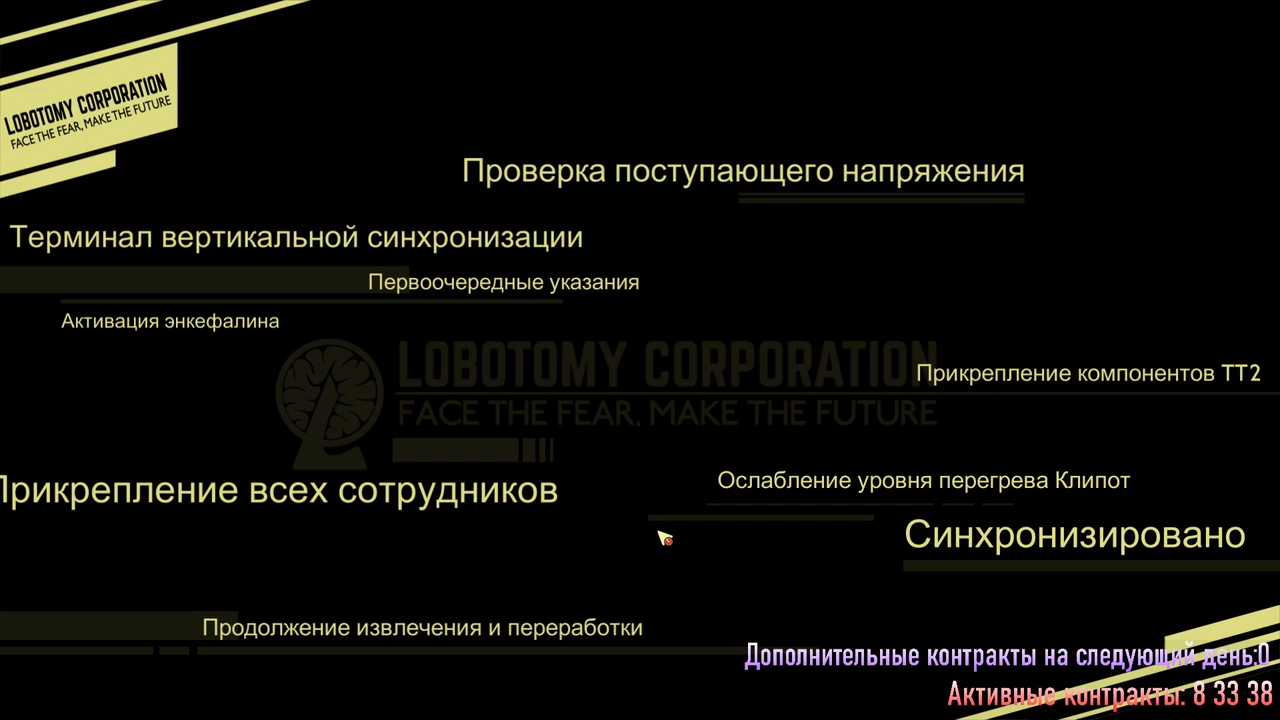 LOBOTOMY CORPORATION
FACE THE FEAR, MAKE THE FUTURE
Проверка поступающего напряжения
Терминал вертикальной синхронизации
Первоочередные указания
Активация энкефалина
LOBOTOMY CORPORATION
FACE THE FEAR, MAKE THE FUTURE
Прикрепление компонентов TT2
Прикрепление всех сотрудников
Ослабление уровня перегрева Клипот
Синхронизировано
Продолжение извлечения и переработки
Дополнительные контракты на следующий день:0
Активные контракты: 8 33 38